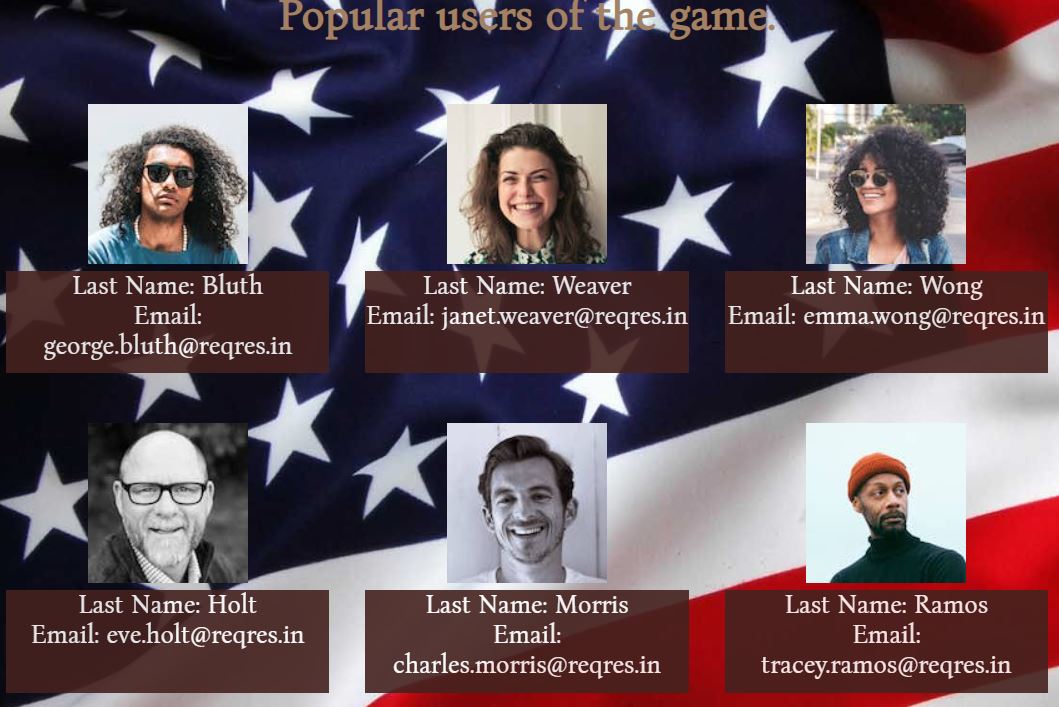 Popular users of the game.
Last Name: Bluth
Email:
george.bluth@reqres.in
Last Name: Weaver
Email: janet.weaver@reqres.in
Last Name: Wong
Email: emma.wong@reqres.in
Last Name: Holt
Email: eve.holt@reqres.in
Last Name: Morris
Email:
charles.morris@reqres.in
Last Name: Ramos
Email:
tracey.ramos@reqres.in